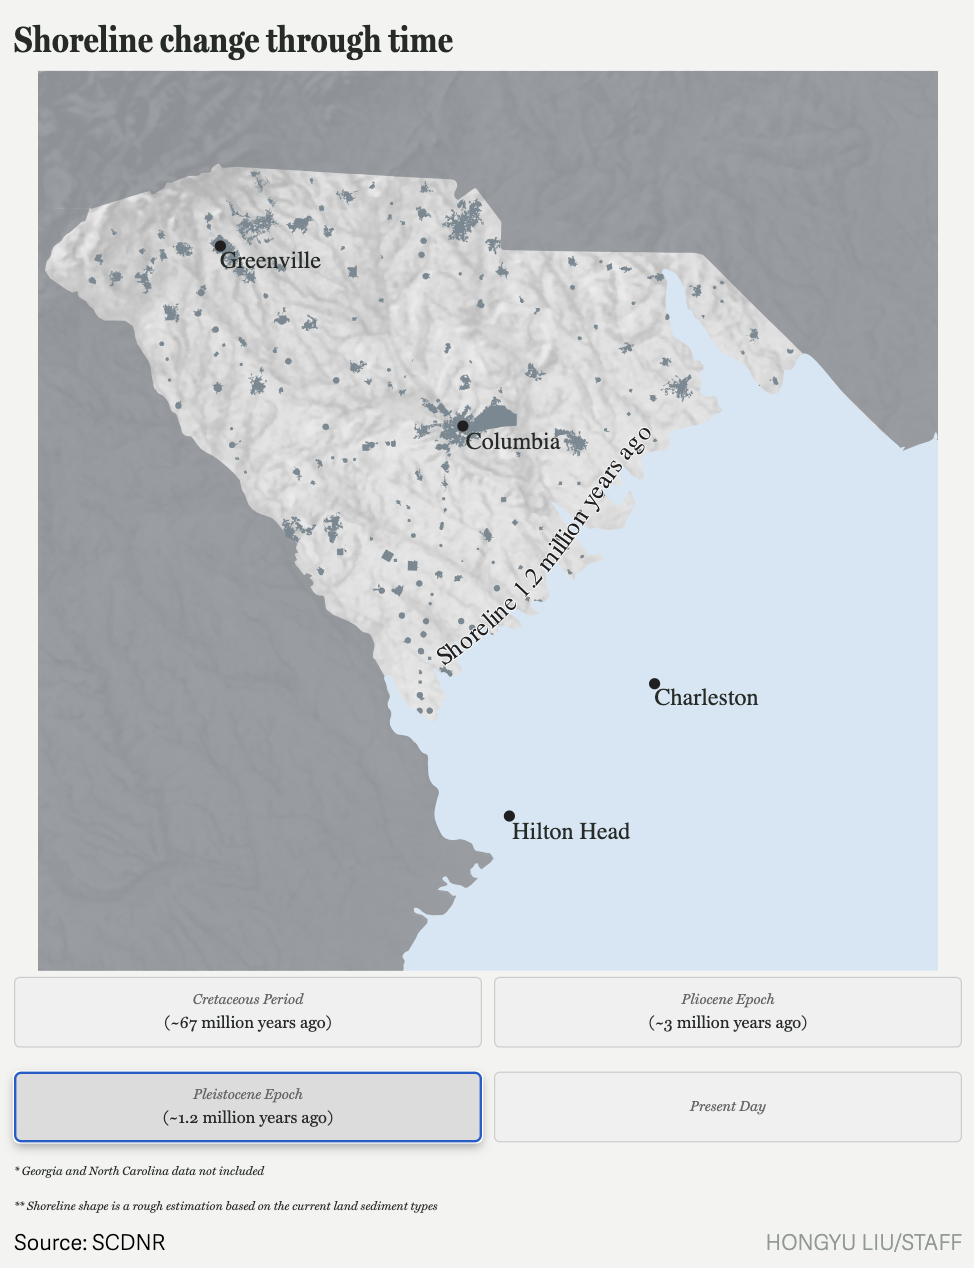 Shoreline change through time
Greenville
Columbia
Shoreline 1.2 million years ago
Charleston
Hilton Head
Cretaceous Period
(~67 million years ago)
Pliocene Epoch
(~3 million years ago)
Pleistocene Epoch
(~1.2 million years ago)
Present Day
* Georgia and North Carolina data not included
** Shoreline shape is a rough estimation based on the current land sediment types
Source: SCDNR
HONGYU LIU/STAFF